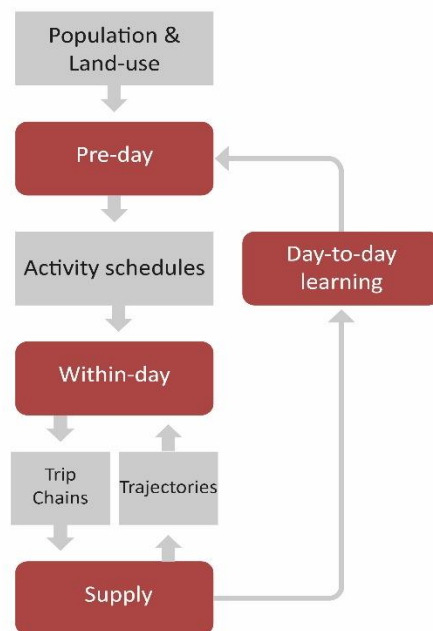 Population &
Land-use
Pre-day
Activity schedules
Day-to-day
learning
Within-day
Trip
Chains
Trajectories
Supply